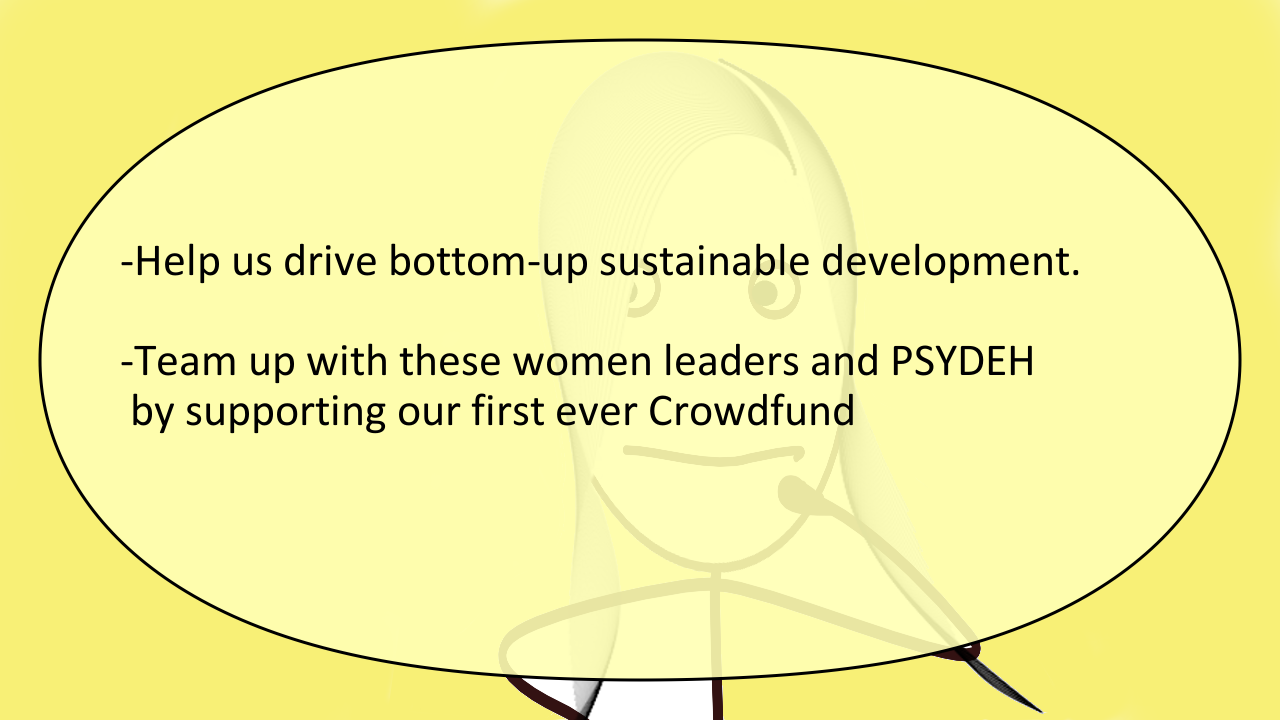 -Help us drive bottom-up sustainable development.
-Team up with these women leaders and PSYDEH
by supporting our first ever Crowdfund